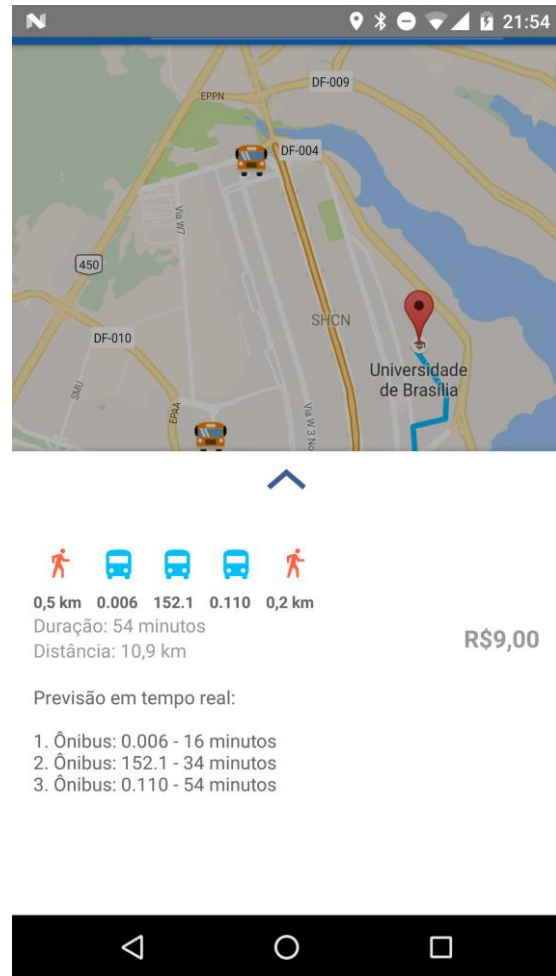 21:54
DF-009
EPPN
DF-004
Via W7
450
SHCN
DF-010
Universidade
de Brasília
SMU
EPAA
Via W 3 No
0,5 km 0.006 152.1 0.110 0,2 km
Duração: 54 minutos
R$9,00
Distância: 10,9 km
Previsão em tempo real:
1. Ônibus: 0.006 - 16 minutos
2. Ônibus: 152.1 - 34 minutos
3. Ônibus: 0.110 - 54 minutos